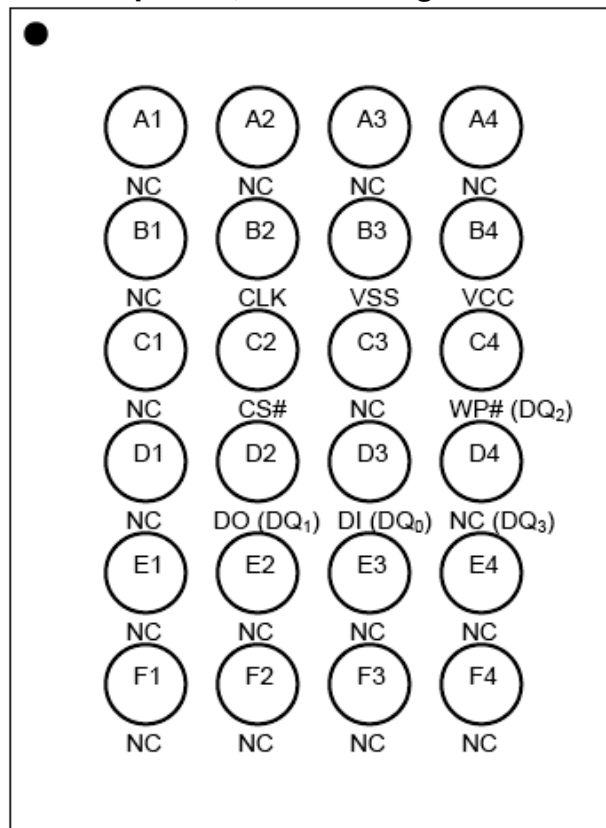 A1 A2 A3 A4
NC NC NC NC
B1 B2 B3 B4
NC CLK VSS VCC
C1 C2 C3 C4
NC CS# NC WP# (DQ₂)
D1 D2 D3 D4
NC DO (DQ₁) DI (DQ₀) NC (DQ₃)
E1 E2 E3 E4
NC NC NC NC
F1 F2 F3 F4
NC NC NC NC